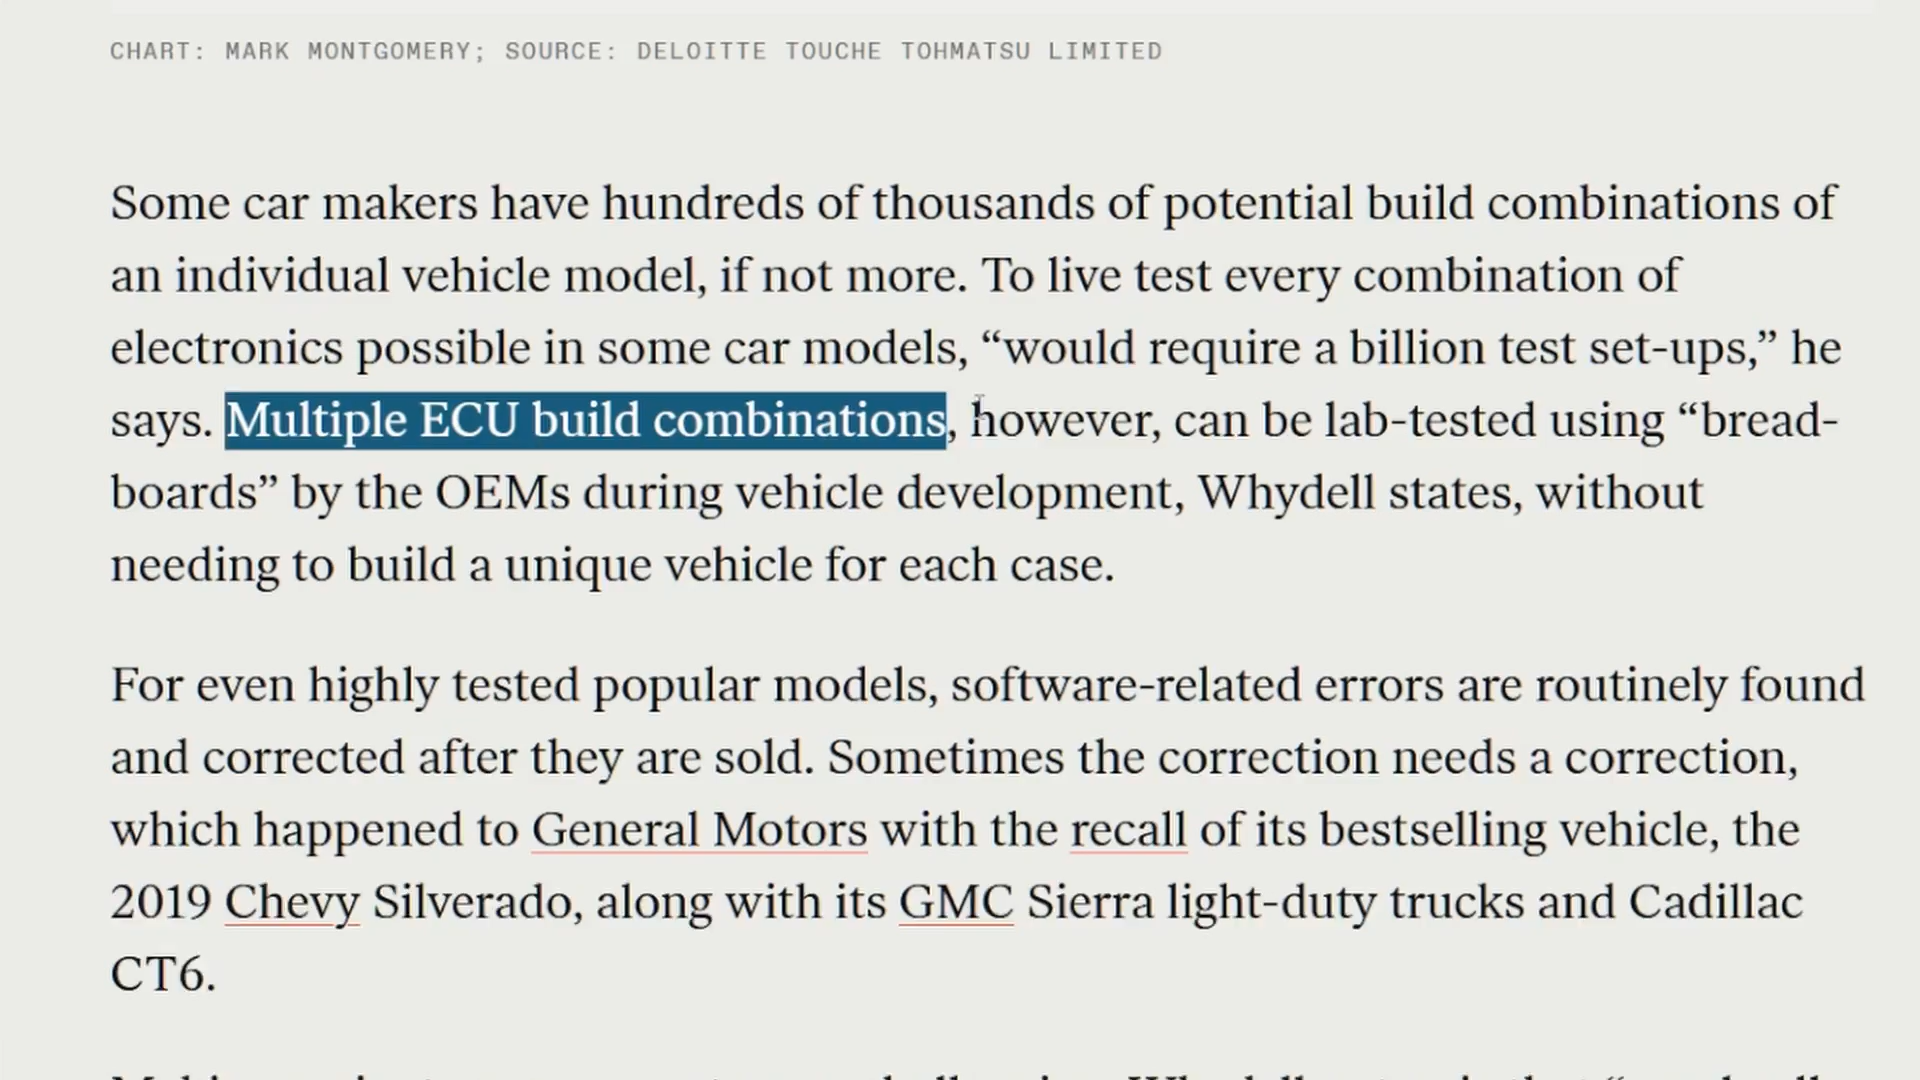 CHART: MARK MONTGOMERY; SOURCE: DELOITTE TOUCHE TOHMATSU LIMITED
Some car makers have hundreds of thousands of potential build combinations of
an individual vehicle model, if not more. To live test every combination of
electronics possible in some car models, “would require a billion test set-ups,” he
says. Multiple ECU build combinations, however, can be lab-tested using “bread-
boards” by the OEMs during vehicle development, Whydell states, without
needing to build a unique vehicle for each case.
For even highly tested popular models, software-related errors are routinely found
and corrected after they are sold. Sometimes the correction needs a correction,
which happened to General Motors with the recall of its bestselling vehicle, the
2019 Chevy Silverado, along with its GMC Sierra light-duty trucks and Cadillac
CT6.